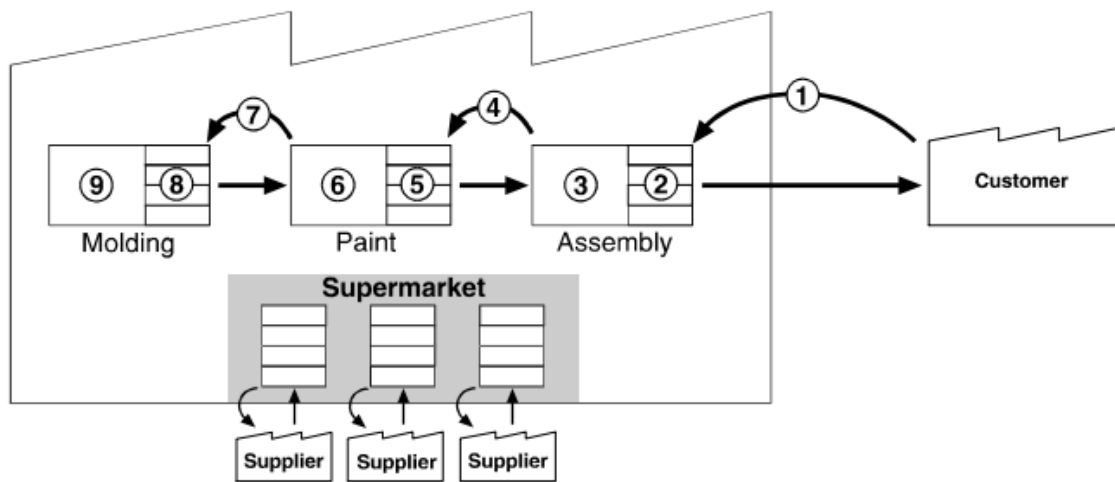 ① 
⑦ ④
⑨ ⑧ ⑥ ⑤ ③ ② Customer
Molding Paint Assembly
Supermarket
Supplier Supplier Supplier